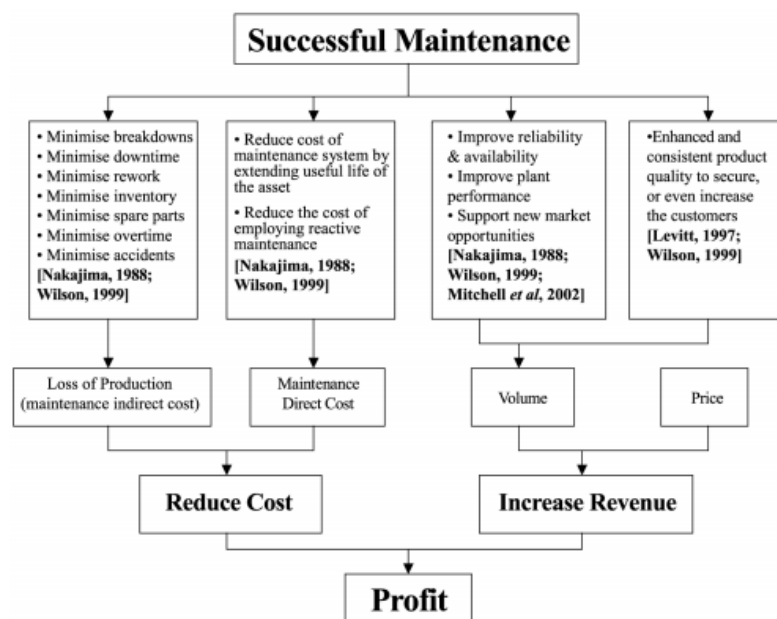 Successful Maintenance
• Minimise breakdowns
• Minimise downtime
• Minimise rework
• Minimise inventory
• Minimise spare parts
• Minimise overtime
• Minimise accidents
[Nakajima, 1988;
Wilson, 1999]
• Reduce cost of
maintenance system by
extending useful life of
the asset
• Reduce the cost of
employing reactive
maintenance
[Nakajima, 1988;
Wilson, 1999]
• Improve reliability
& availability
• Improve plant
performance
• Support new market
opportunities
[Nakajima, 1988;
Wilson, 1999;
Mitchell et al, 2002]
•Enhanced and
consistent product
quality to secure,
or even increase
the customers
[Levitt, 1997;
Wilson, 1999]
Loss of Production
(maintenance indirect cost)
Maintenance
Direct Cost
Volume
Price
Reduce Cost
Increase Revenue
Profit